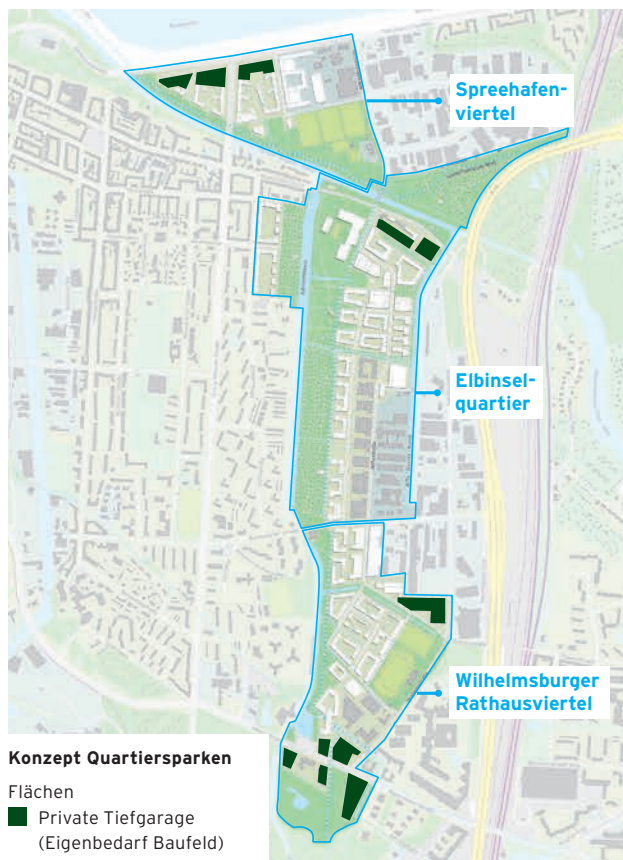 Spreehafen-
viertel
Elbinsel-
quartier
Wilhelmsburger
Rathausviertel
Konzept Quartiersparken
Flächen
Private Tiefgarage
(Eigenbedarf Baufeld)